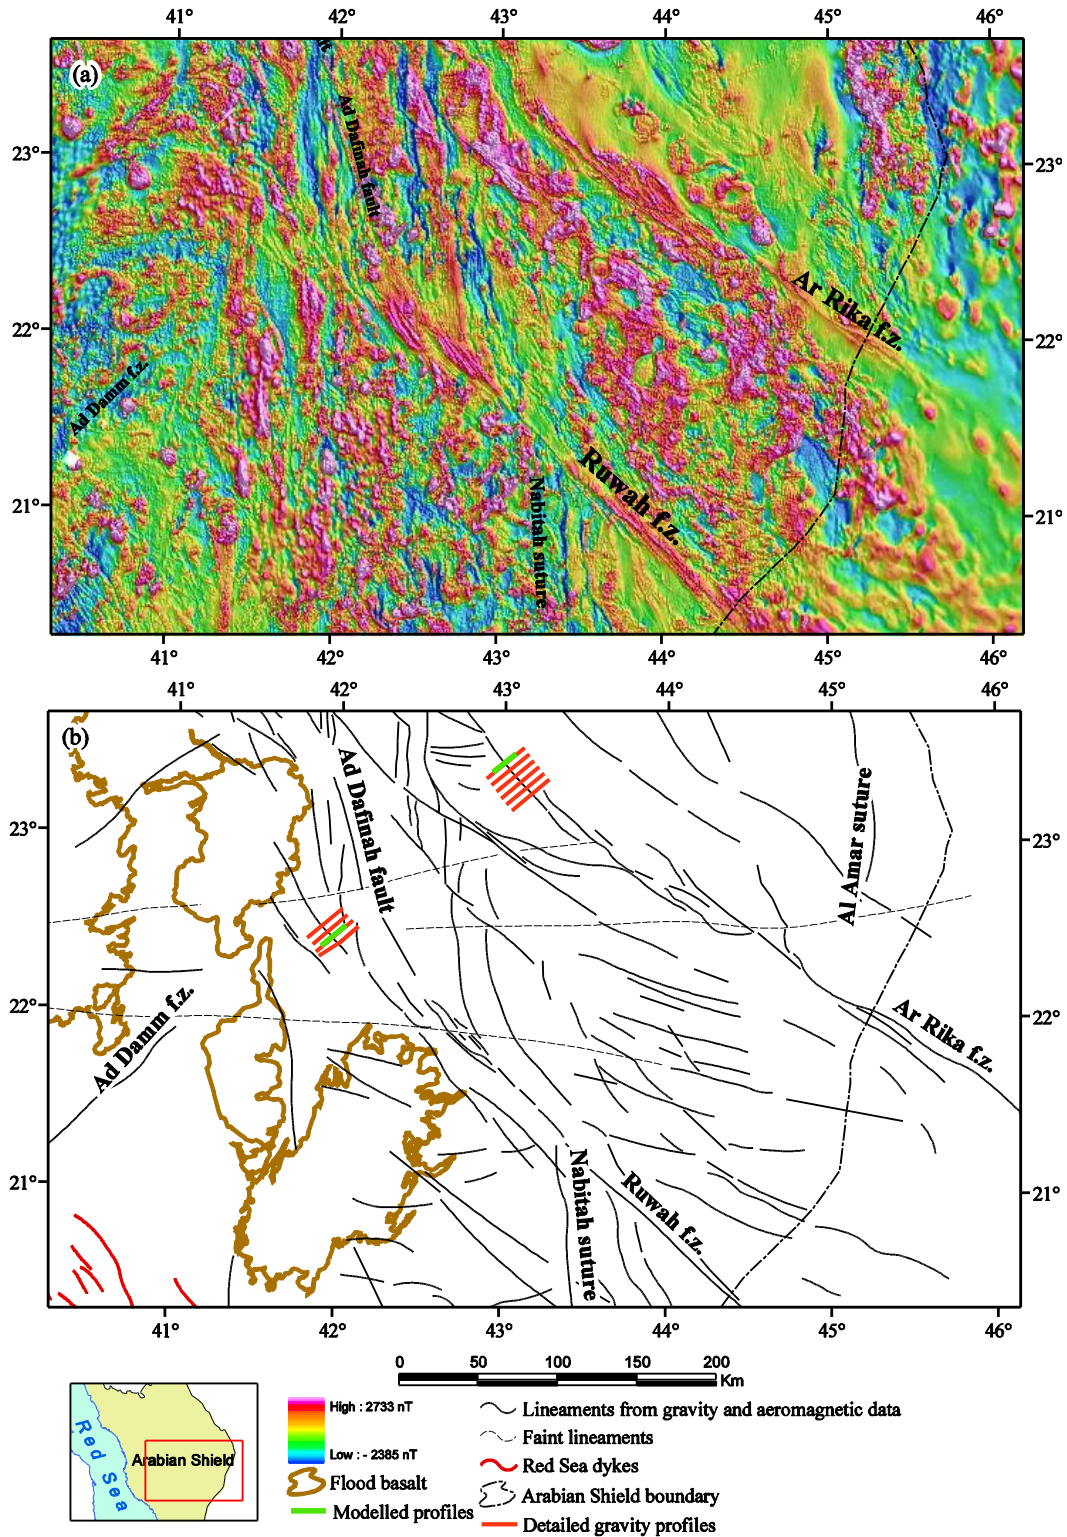 41° 42° 43° 44° 45° 46°
(a)
lt
Ad Dafinah fault
23° 23°
Ar Rika f.z.
22° 22°
Ad Damm f.z.
Ruwah f.z.
21° 21°
Nabitah suture
41° 42° 43° 44° 45° 46°
41° 42° 43° 44° 45° 46°
(b)
Ad Dafinah fault
Al Amar suture
23° 23°
22° 22°
Ad Damm f.z.
Ar Rika f.z.
21° 21°
Nabitah suture
Ruwah f.z.
41° 42° 43° 44° 45° 46°
0 50 100 150 200
Km
Red Sea
Arabian Shield
High : 2733 nT
Low : - 2385 nT
Flood basalt
Modelled profiles
Lineaments from gravity and aeromagnetic data
Faint lineaments
Red Sea dykes
Arabian Shield boundary
Detailed gravity profiles